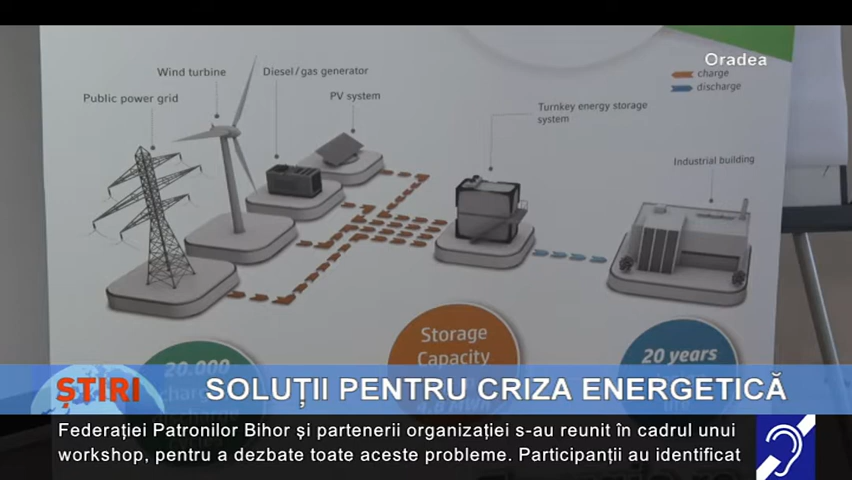 Oradea
Wind turbine
Diesel/gas generator
charge
discharge
Public power grid
PV system
Turnkey energy storage
system
Industrial building
Storage
Capacity
20.000
20 years
ȘTIRI
SOLUȚII PENTRU CRIZA ENERGETICĂ
Federației Patronilor Bihor și partenerii organizației s-au reunit în cadrul unui
workshop, pentru a dezbate toate aceste probleme. Participanții au identificat